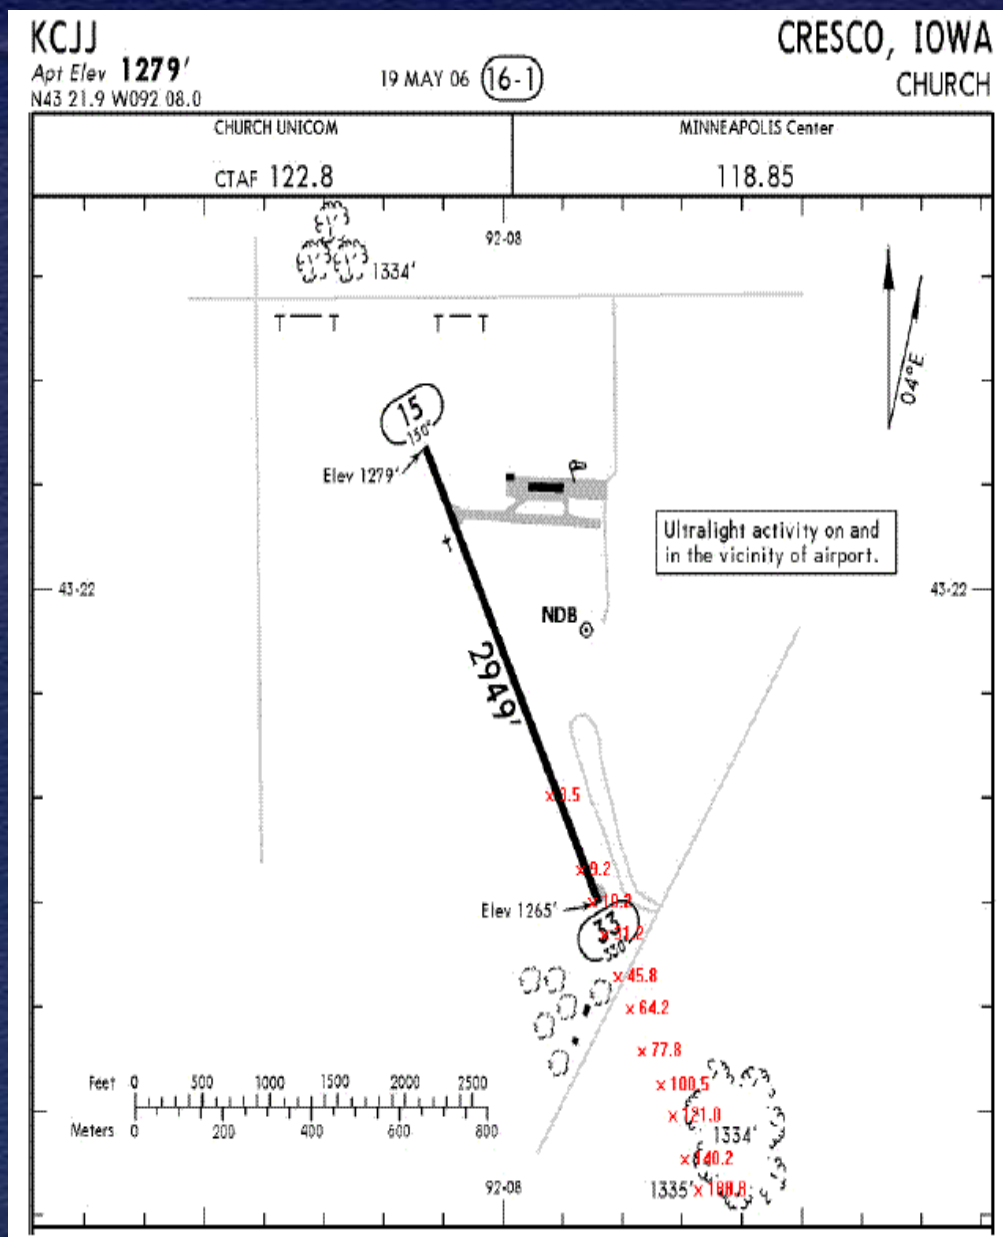 KCJJ
Apt Elev 1279'
N43 21.9 W092 08.0
19 MAY 06 16-1
CRESCO, IOWA
CHURCH
CHURCH UNICOM
CTAF 122.8
MINNEAPOLIS Center
118.85
92-08
1334'
T T T T
04°E
15
150°
Elev 1279'
Ultralight activity on and
in the vicinity of airport.
43-22
43-22
NDB
2949'
9.2
Elev 1265'
33
330°
45.8
64.2
77.8
100.5
121.0
1334'
140.2
1335'
Feet 0 500 1000 1500 2000 2500
Meters 0 200 400 600 800
92-08